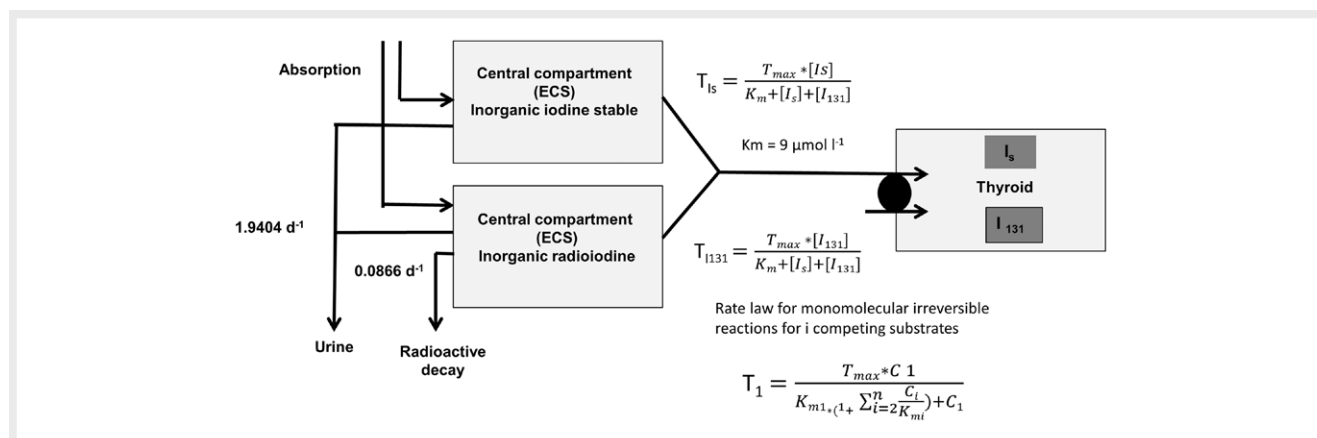 Absorption
Central compartment
(ECS)
Inorganic iodine stable
Central compartment
(ECS)
Inorganic radioiodine
1.9404 d⁻¹
0.0866 d⁻¹
Urine
Radioactive
decay
T_Is = T_max *[Is] / K_m+[I_s]+[I_131]
Km = 9 µmol l⁻¹
T_I131 = T_max *[I_131] / K_m+[I_s]+[I_131]
I_s
Thyroid
I_131
Rate law for monomolecular irreversible
reactions for i competing substrates
T_1 = T_max*C 1 / K_m1*(1+ ∑_{i=2}^{n} C_i/K_mi)+C_1